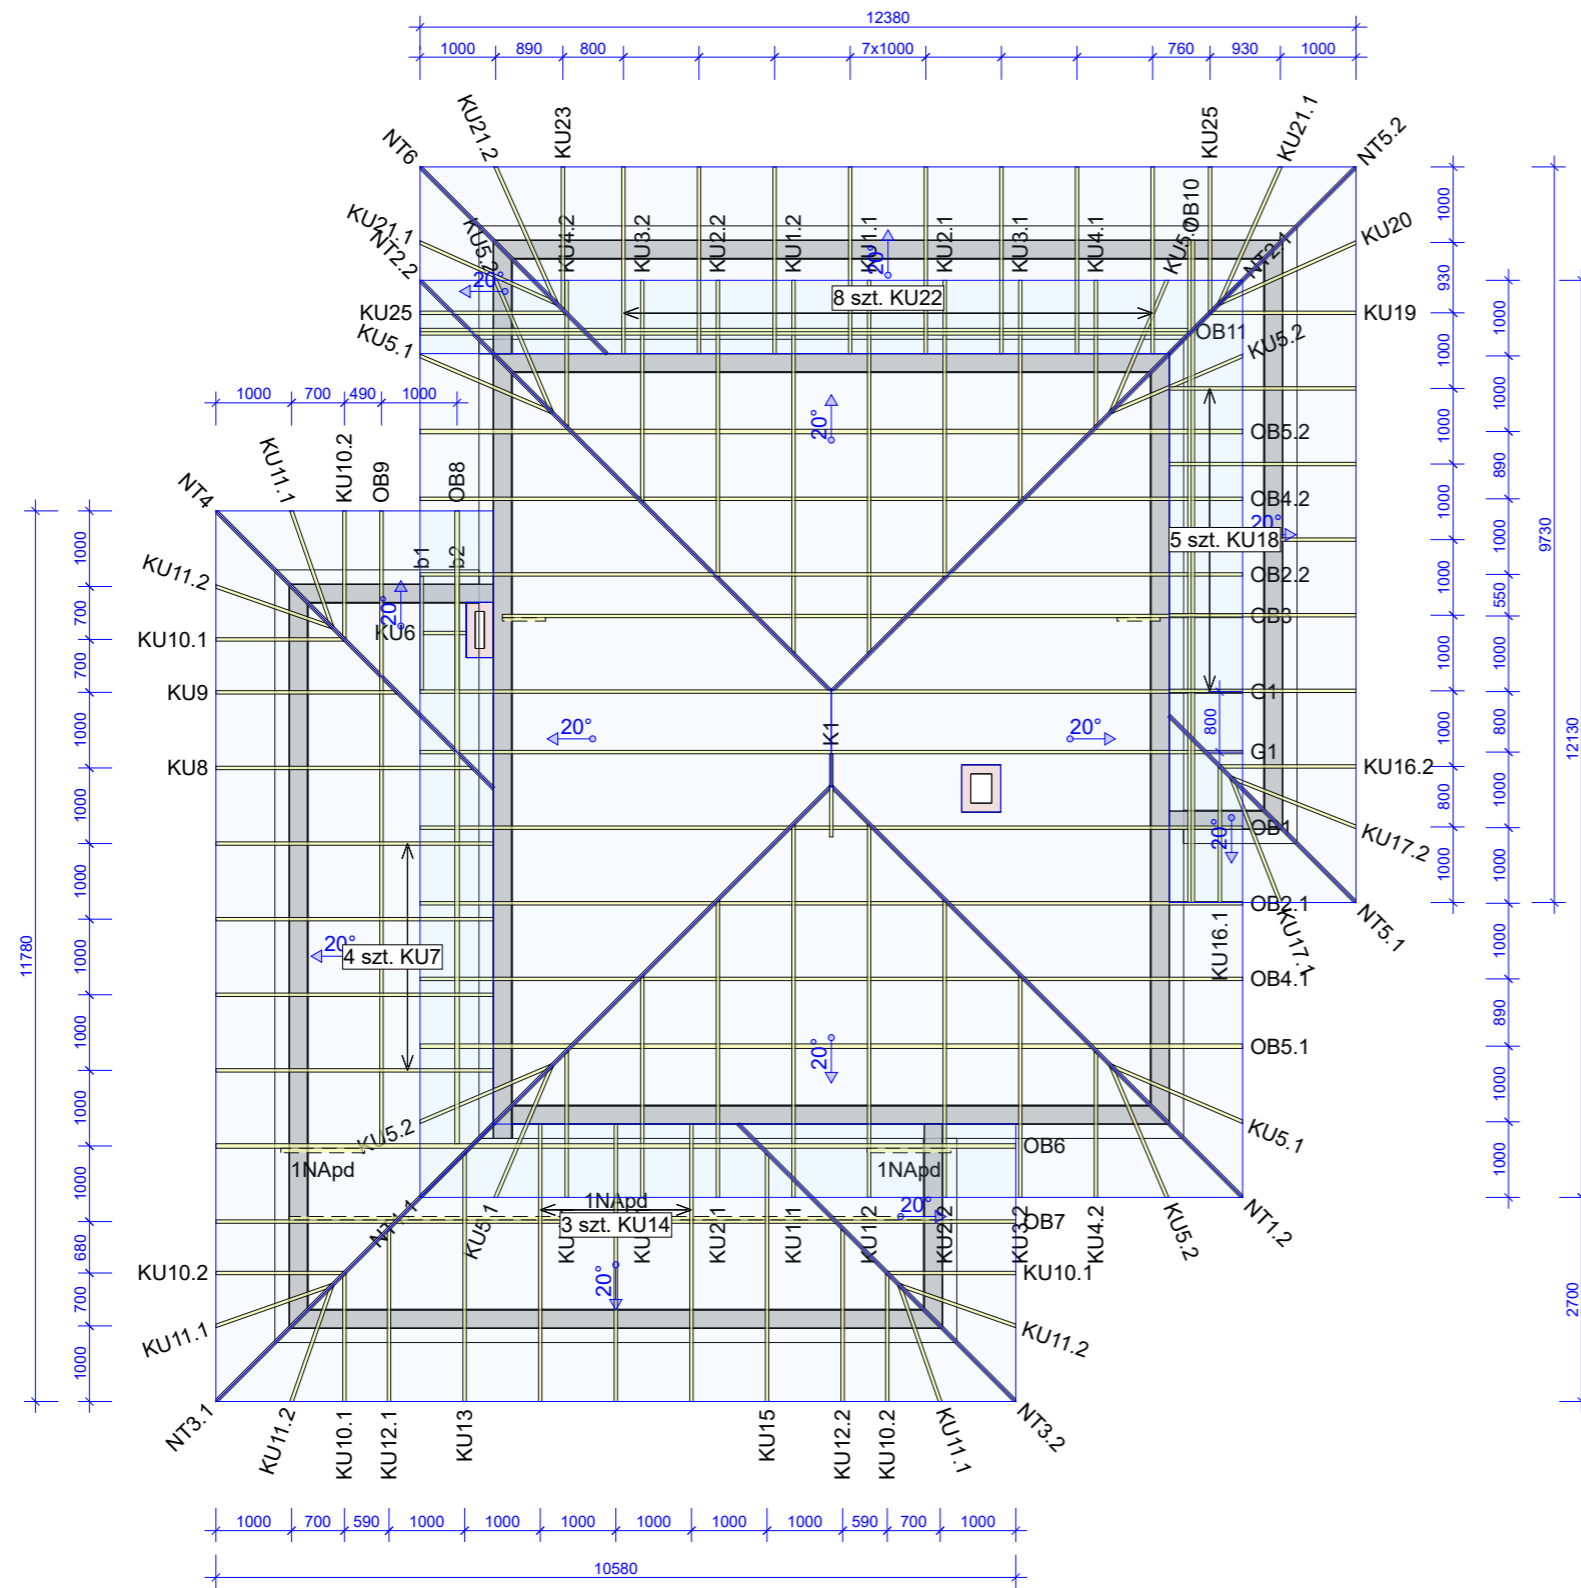 12380
1000 890 800 7x1000 760 930 1000
NT6 KU21.2 KU23 KU25 KU21.1 NT5.2
KU21.1 NT2.2 KU4.2 KU3.2 KU2.2 KU1.2 KU1.1 KU2.1 KU3.1 KU4.1 OB10 NT2.1 KU20
20° 20°
8 szt. KU22
KU25 KU19
KU5.1 OB11 KU5.2
1000 700 490 1000
20°
OB5.2
NT4 KU11.1 KU10.2 OB9 OB8
OB4.2
20°
5 szt. KU18
b1 b2
OB2.2
KU11.2
20°
KU10.1 KU6 OB3
KU9 G1
800
20° K1 20°
G1
KU8 KU16.2
OB1
20°
KU17.2
OB2.1
KU16.1 KU17.1 NT5.1
20°
4 szt. KU7
OB4.1
20°
OB5.1
KU5.2 KU5.1
OB6
1NApd 1NApd
1NApd
20°
3 szt. KU14
OB7
KU5.1 KU2.1 KU1.1 KU1.2 KU2.2 KU3.2 KU4.2 KU5.2 NT1.2
20°
KU10.2 KU10.1
KU11.1 KU11.2
NT3.1 KU11.2 KU10.1 KU12.1 KU13 KU15 KU12.2 KU10.2 KU11.1 NT3.2
1000 700 590 1000 1000 1000 1000 1000 590 700 1000
10580
11780
1000 700 700 1000 1000 1000 1000 1000 1000 680 700 1000
1000 930 1000 1000 1000 1000 1000 1000 800 1000
1000 1000 890 1000 550 1000 800 1000 1000 1000 890 1000 1000
9730
12130
2700